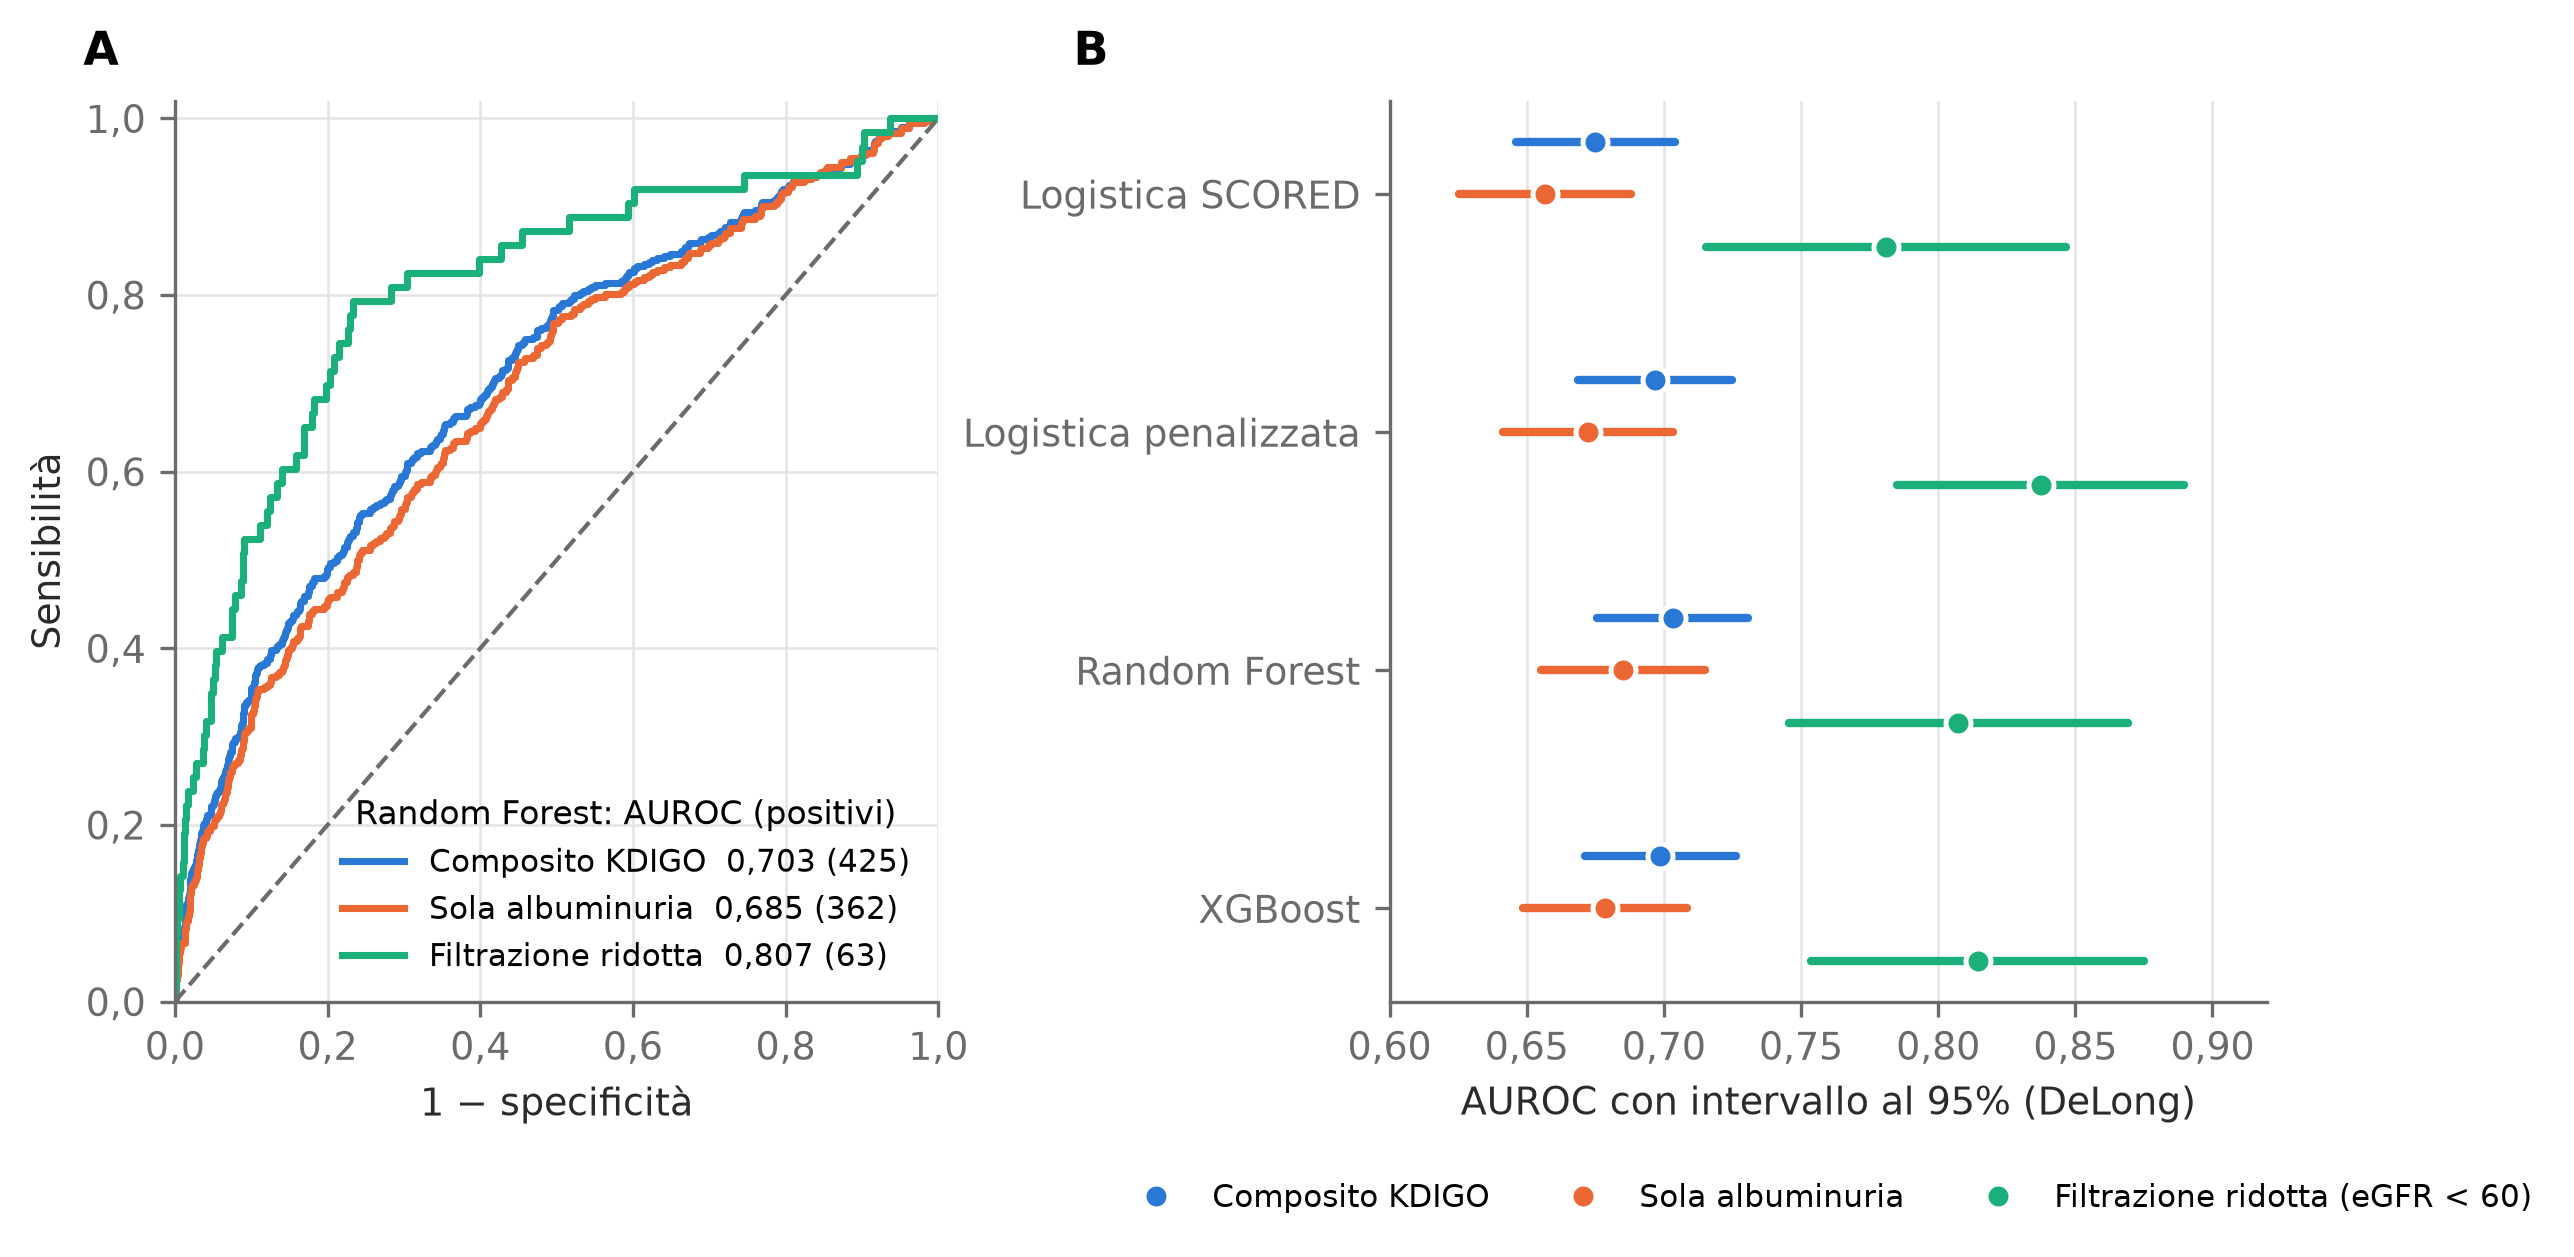 A
Sensibilità
1,0
0,8
0,6
0,4
0,2
0,0
Random Forest: AUROC (positivi)
Composito KDIGO 0,703 (425)
Sola albuminuria 0,685 (362)
Filtrazione ridotta 0,807 (63)
0,0 0,2 0,4 0,6 0,8 1,0
1 − specificità
B
Logistica SCORED
Logistica penalizzata
Random Forest
XGBoost
0,60 0,65 0,70 0,75 0,80 0,85 0,90
AUROC con intervallo al 95% (DeLong)
Composito KDIGO Sola albuminuria Filtrazione ridotta (eGFR < 60)